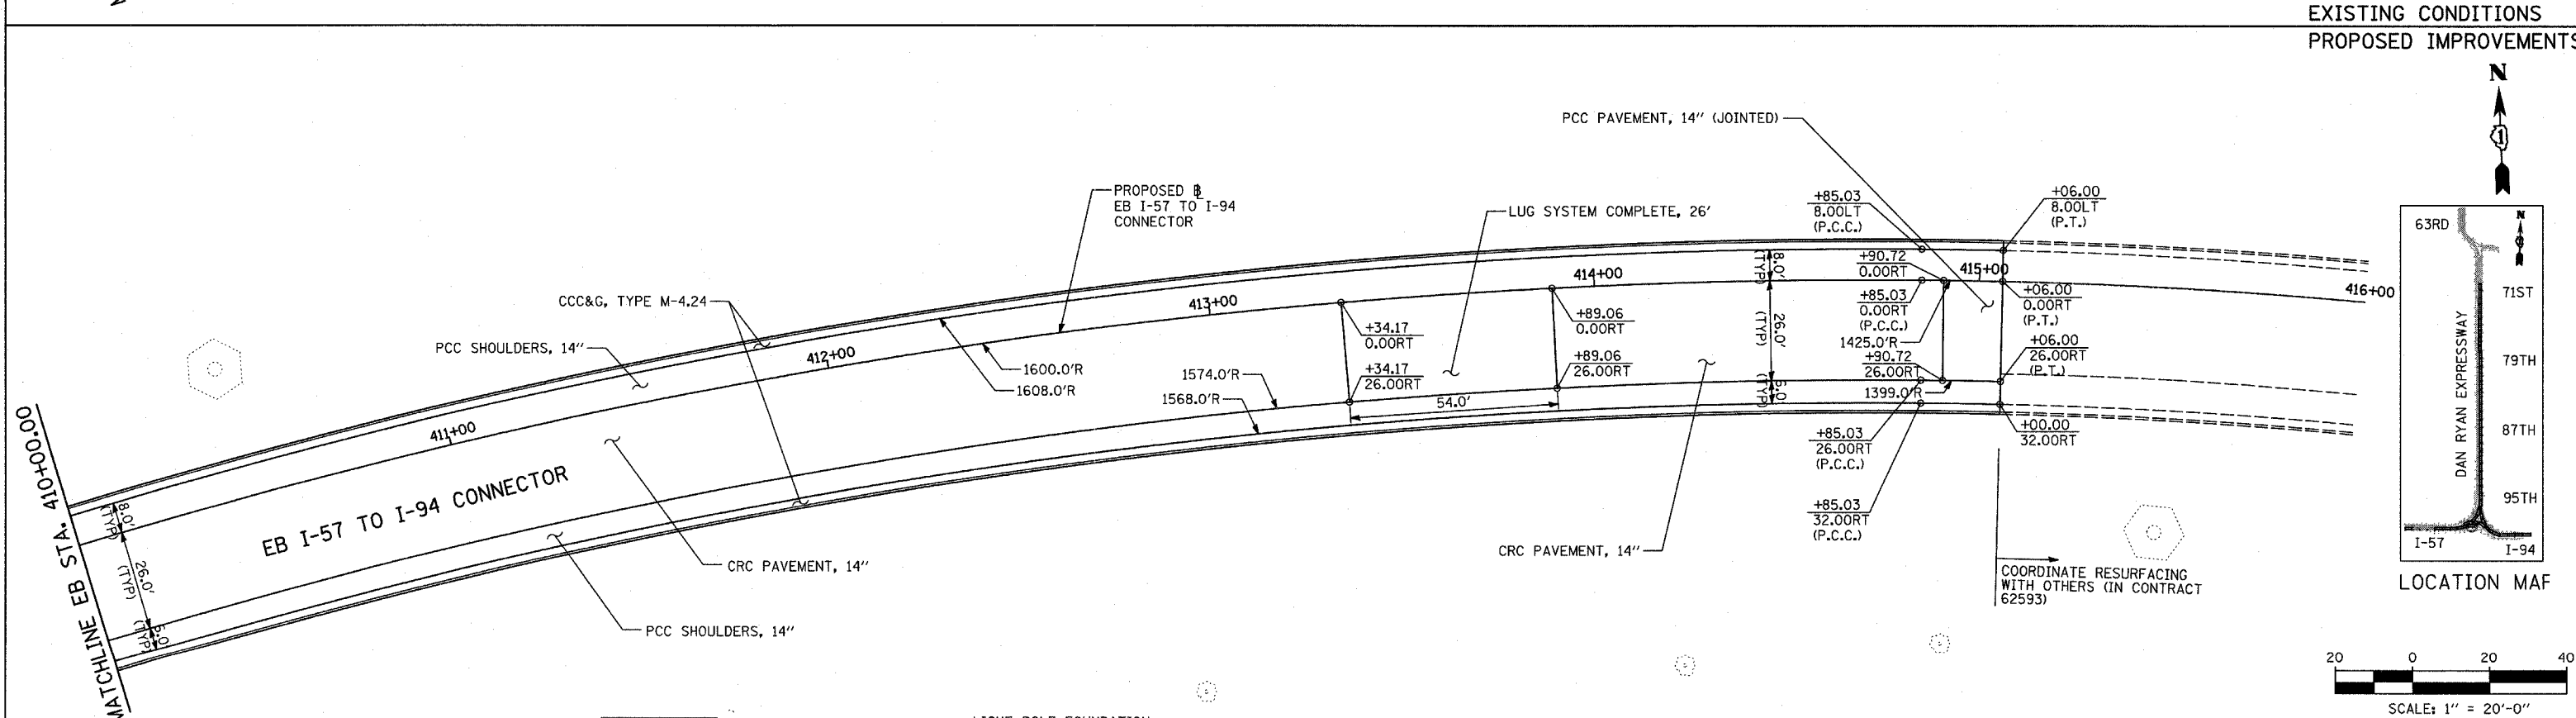 EXISTING CONDITIONS
PROPOSED IMPROVEMENTS
N
PCC PAVEMENT, 14" (JOINTED)
PROPOSED ℄
EB I-57 TO I-94
CONNECTOR
LUG SYSTEM COMPLETE, 26'
+85.03
8.00LT
(P.C.C.)
+06.00
8.00LT
(P.T.)
CCC&G, TYPE M-4.24
PCC SHOULDERS, 14"
411+00
412+00
413+00
414+00
415+00
416+00
1600.0'R
1608.0'R
1574.0'R
1568.0'R
+34.17
0.00RT
+34.17
26.00RT
+89.06
0.00RT
+89.06
26.00RT
54.0'
8.0'
(TYP)
26.0'
(TYP)
(TYP)
+90.72
0.00RT
+85.03
0.00RT
(P.C.C.)
1425.0'R
+90.72
26.00RT
1399.0'R
+06.00
0.00RT
(P.T.)
+06.00
26.00RT
(P.T.)
+00.00
32.00RT
+85.03
26.00RT
(P.C.C.)
+85.03
32.00RT
(P.C.C.)
MATCHLINE EB STA. 410+00.00
8.0'
(TYP)
26.0'
(TYP)
(TYP)
EB I-57 TO I-94 CONNECTOR
CRC PAVEMENT, 14"
PCC SHOULDERS, 14"
CRC PAVEMENT, 14"
COORDINATE RESURFACING
WITH OTHERS (IN CONTRACT
62593)
63RD
N
71ST
79TH
87TH
95TH
DAN RYAN EXPRESSWAY
I-57
I-94
LOCATION MAP
20 0 20 40
SCALE: 1" = 20'-0"